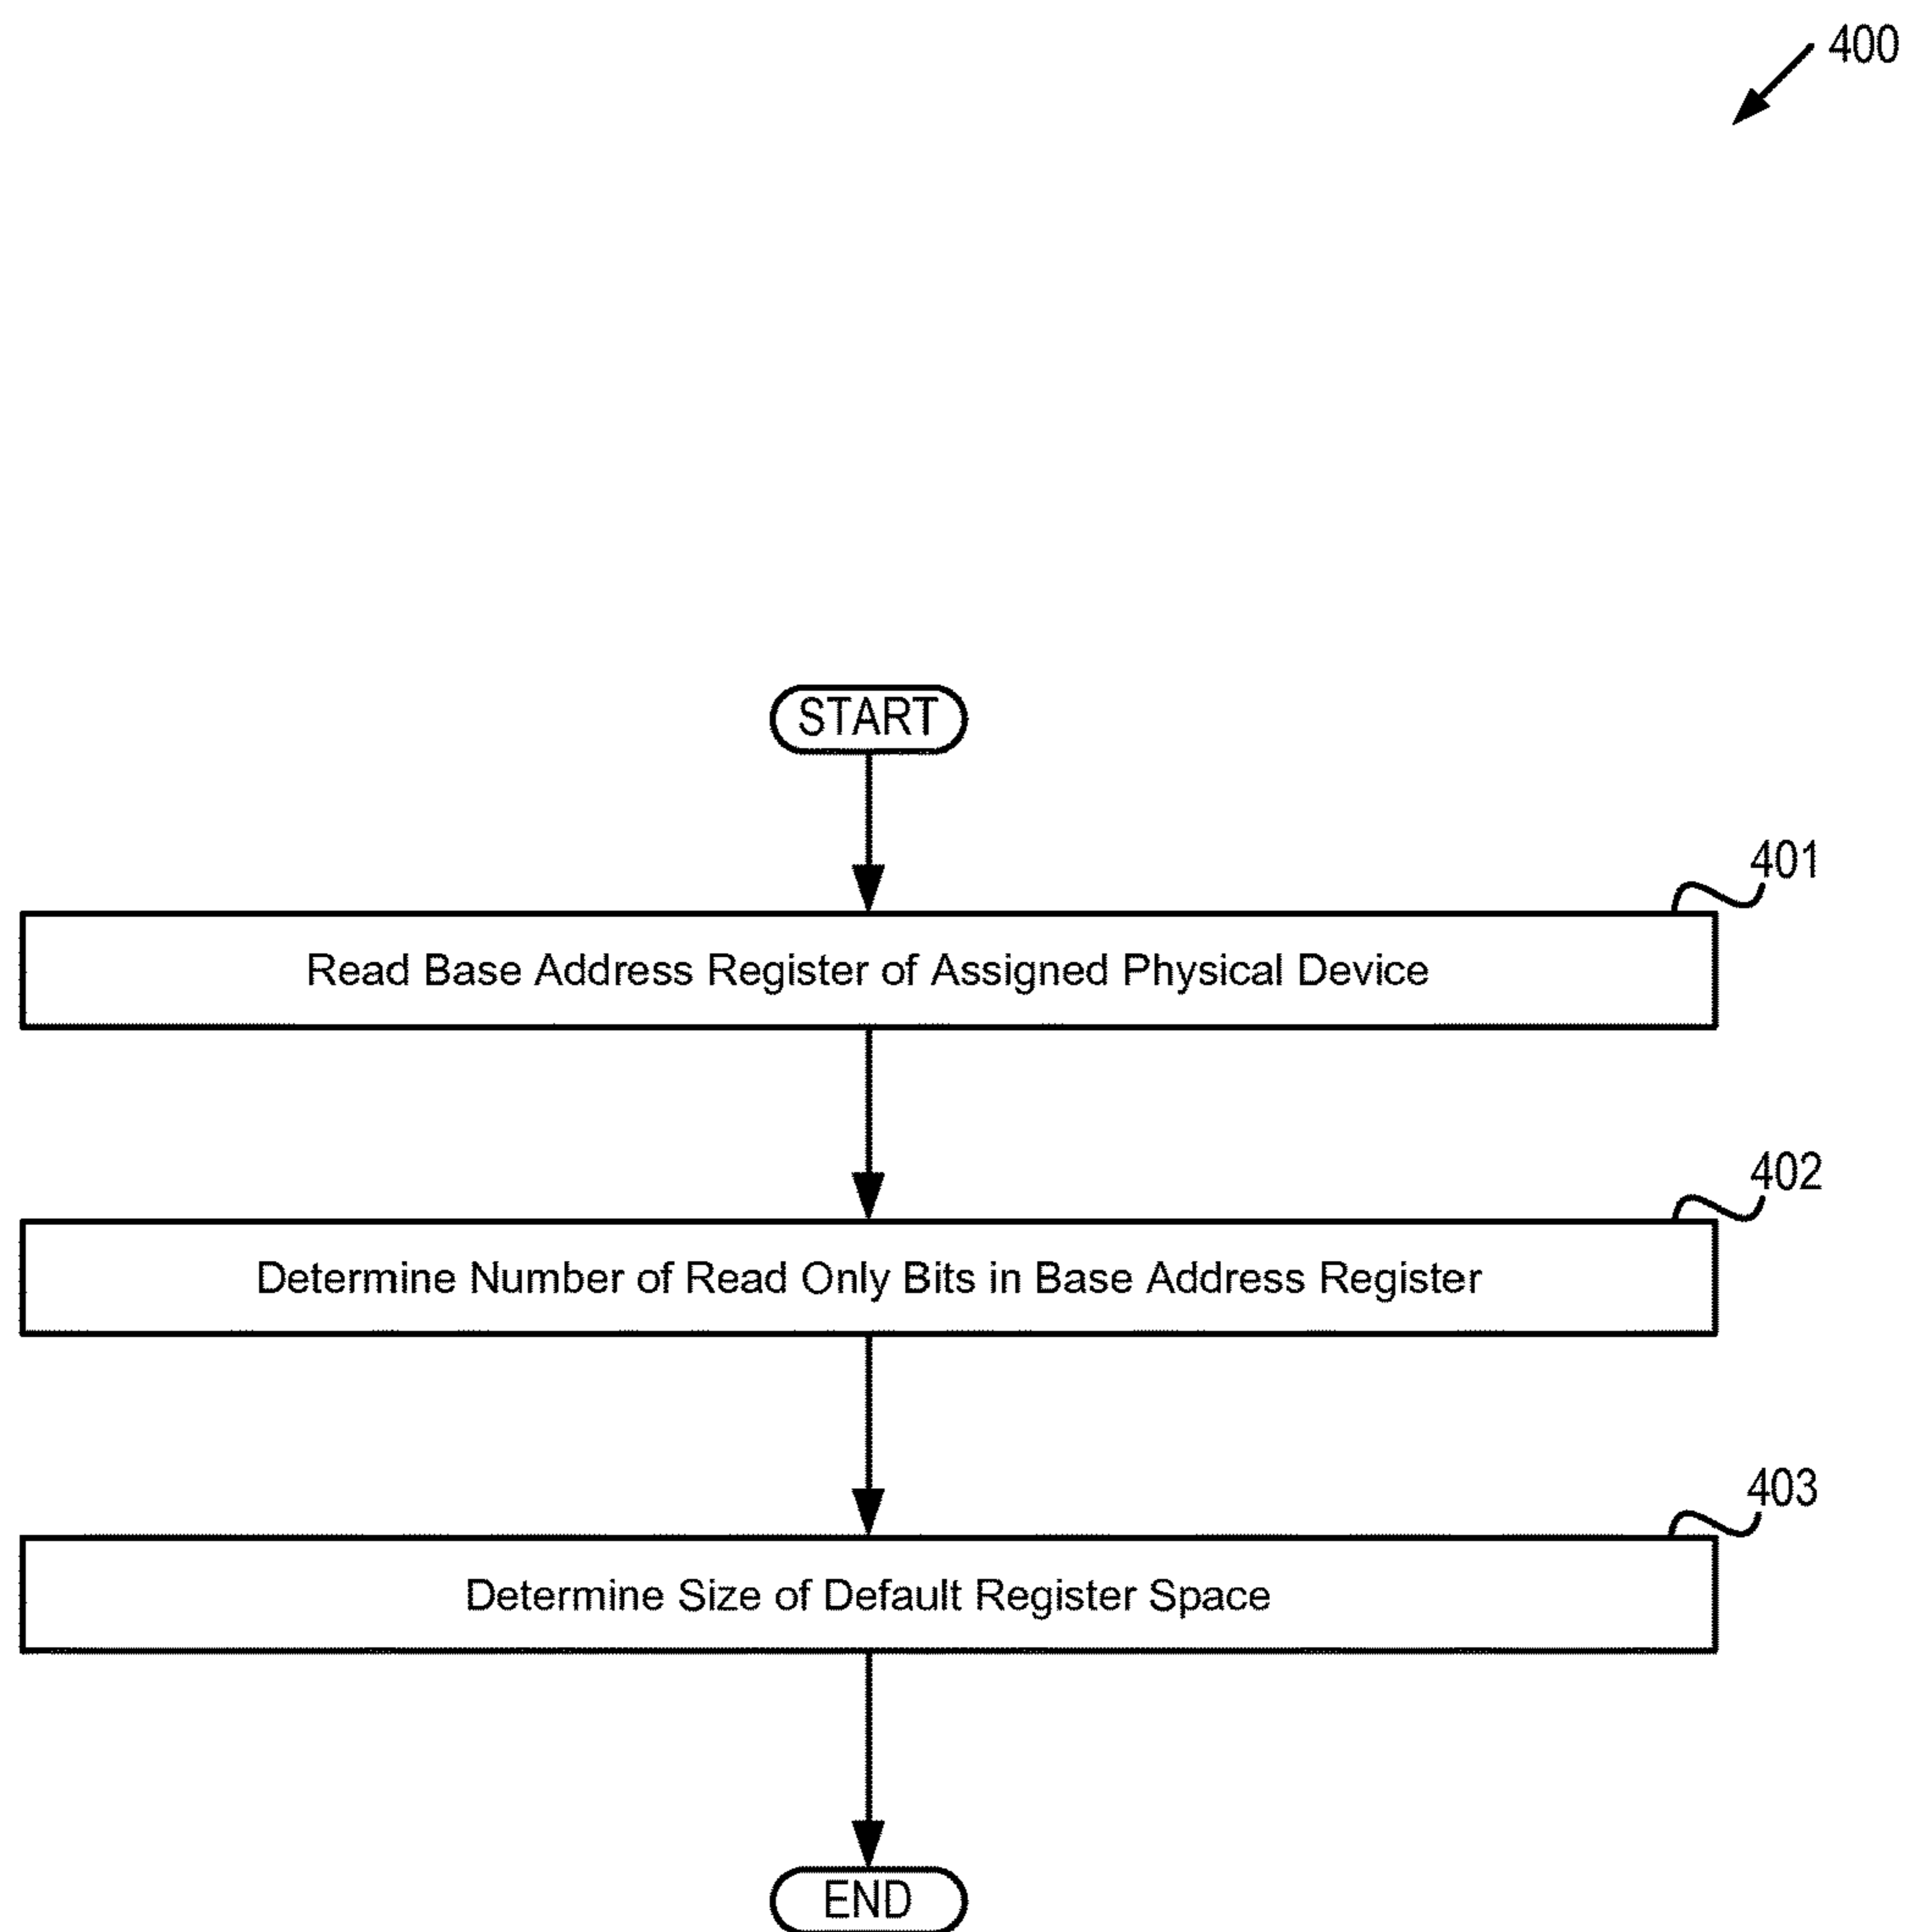 400
START
401
Read Base Address Register of Assigned Physical Device
402
Determine Number of Read Only Bits in Base Address Register
403
Determine Size of Default Register Space
END